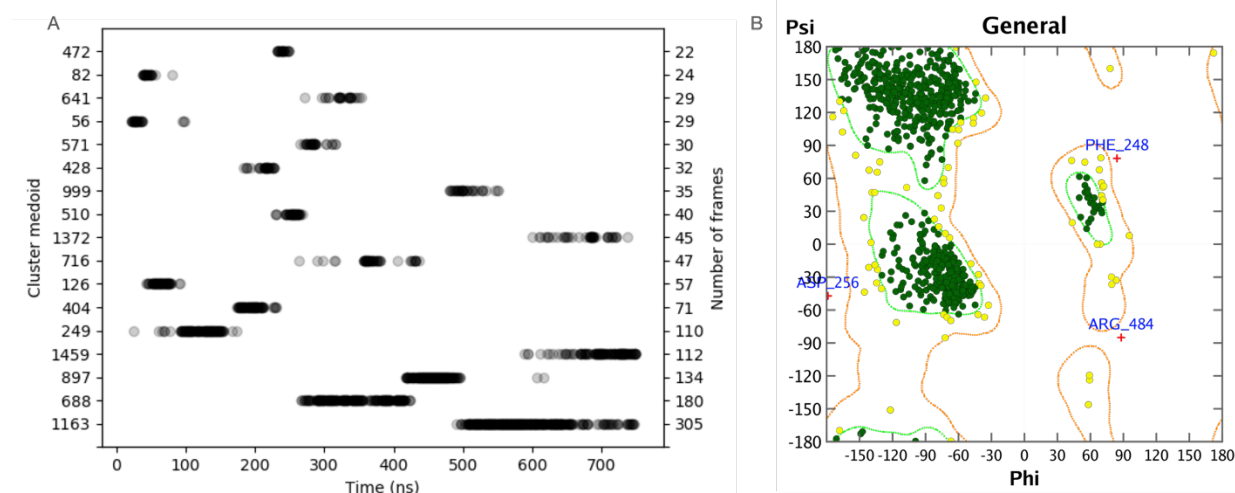 A
472 22
82 24
641 29
56 29
571 30
428 32
999 35
510 40
1372 45
716 47
126 57
404 71
249 110
1459 112
897 134
688 180
1163 305
Cluster medoid
Number of frames
0 100 200 300 400 500 600 700
Time (ns)
B
Psi General
180
150
120
90
60
30
0
-30
-60
-90
-120
-150
-180
PHE_248
ASP_256
ARG_484
-150 -120 -90 -60 -30 0 30 60 90 120 150 180
Phi